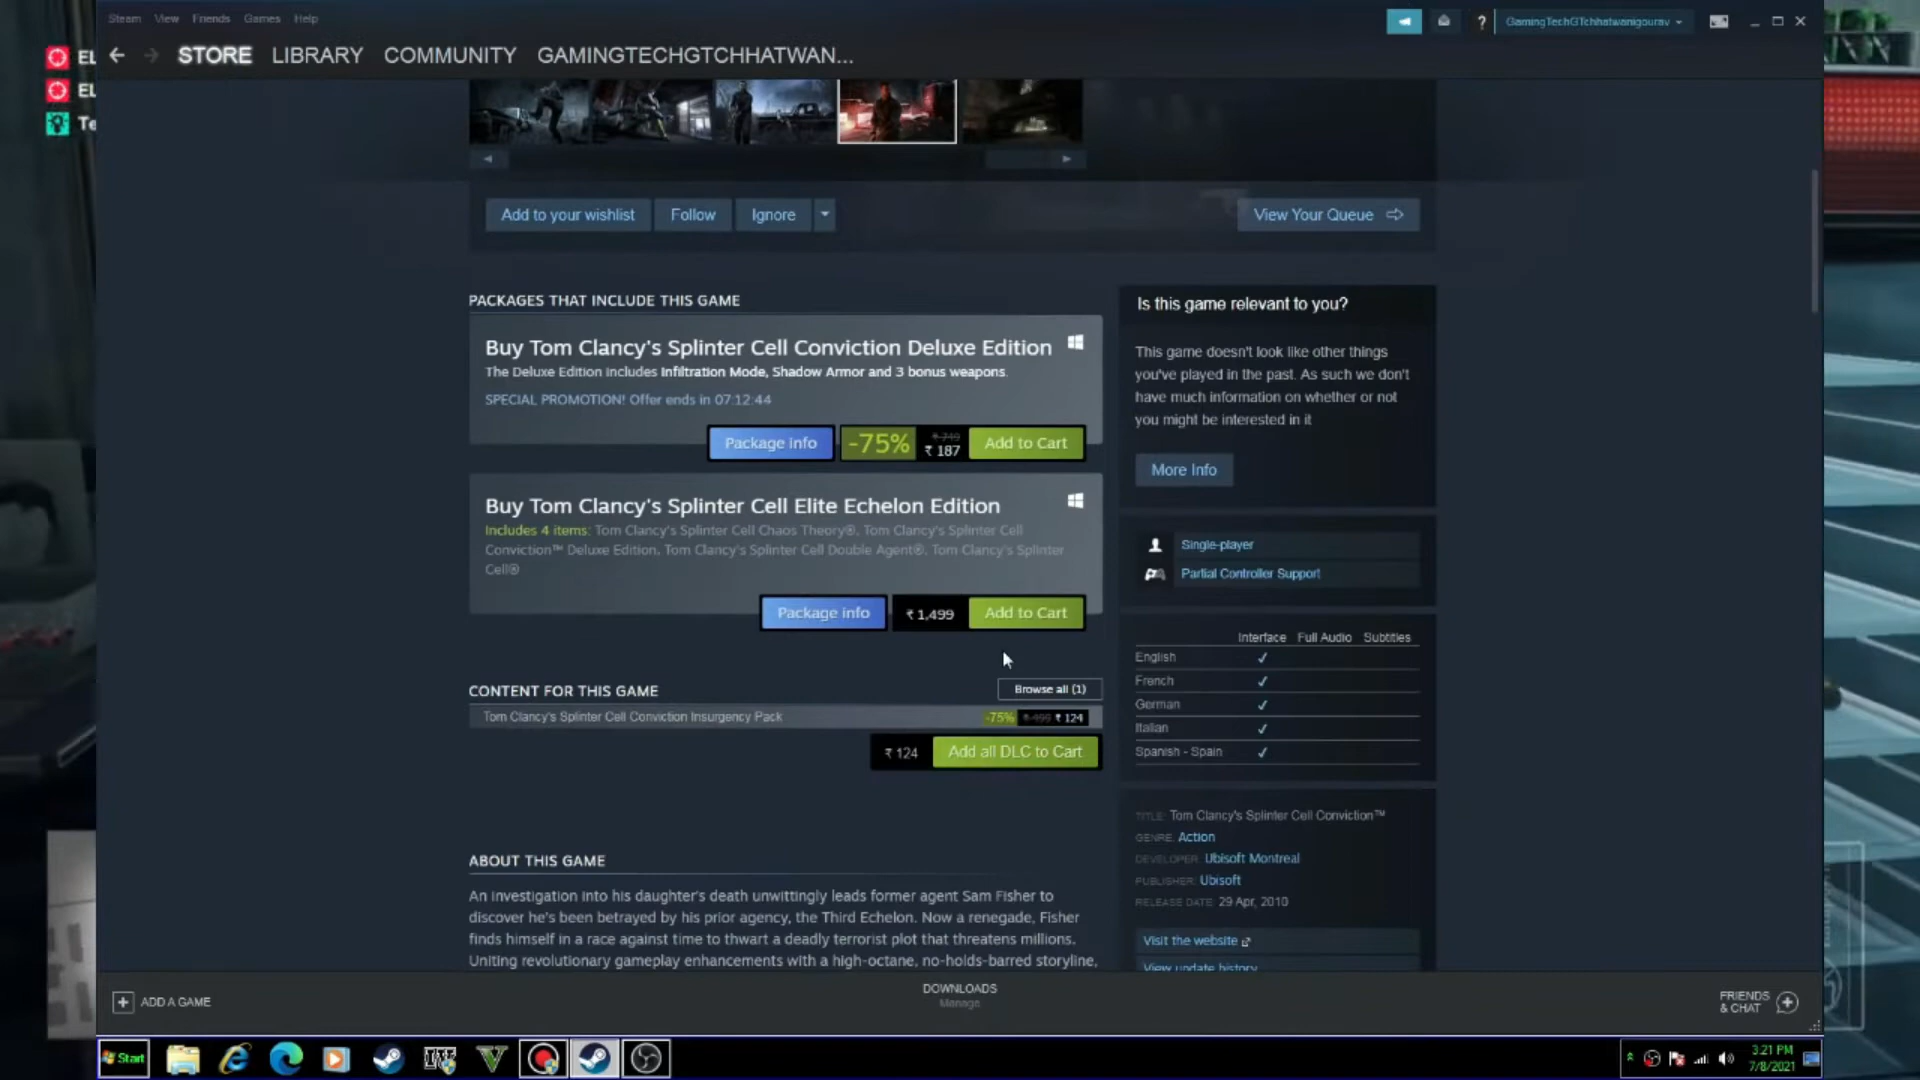 Steam View Friends Games Help
GamingTechGTchhatwanigourav
STORE LIBRARY COMMUNITY GAMINGTECHGTCHHATWAN...
EL
EL
Te
Add to your wishlist Follow Ignore View Your Queue
PACKAGES THAT INCLUDE THIS GAME
Buy Tom Clancy's Splinter Cell Conviction Deluxe Edition
The Deluxe Edition includes Infiltration Mode, Shadow Armor and 3 bonus weapons.
SPECIAL PROMOTION! Offer ends in 07:12:44
Package info -75% ₹ 749 ₹ 187 Add to Cart
Buy Tom Clancy's Splinter Cell Elite Echelon Edition
Includes 4 items: Tom Clancy's Splinter Cell Chaos Theory®, Tom Clancy's Splinter Cell
Conviction™ Deluxe Edition, Tom Clancy's Splinter Cell Double Agent®, Tom Clancy's Splinter
Cell®
Package info ₹ 1,499 Add to Cart
CONTENT FOR THIS GAME Browse all (1)
Tom Clancy's Splinter Cell Conviction Insurgency Pack -75% ₹ 499 ₹ 124
₹ 124 Add all DLC to Cart
ABOUT THIS GAME
An investigation into his daughter's death unwittingly leads former agent Sam Fisher to
discover he's been betrayed by his prior agency, the Third Echelon. Now a renegade, Fisher
finds himself in a race against time to thwart a deadly terrorist plot that threatens millions.
Uniting revolutionary gameplay enhancements with a high-octane, no-holds-barred storyline,
Is this game relevant to you?
This game doesn't look like other things
you've played in the past. As such we don't
have much information on whether or not
you might be interested in it
More Info
Single-player
Partial Controller Support
Interface Full Audio Subtitles
English ✓
French ✓
German ✓
Italian ✓
Spanish - Spain ✓
TITLE: Tom Clancy's Splinter Cell Conviction™
GENRE: Action
DEVELOPER: Ubisoft Montreal
PUBLISHER: Ubisoft
RELEASE DATE: 29 Apr, 2010
Visit the website
View update history
ADD A GAME
DOWNLOADS
Manage
FRIENDS
& CHAT
Start
3:21 PM
7/8/2021